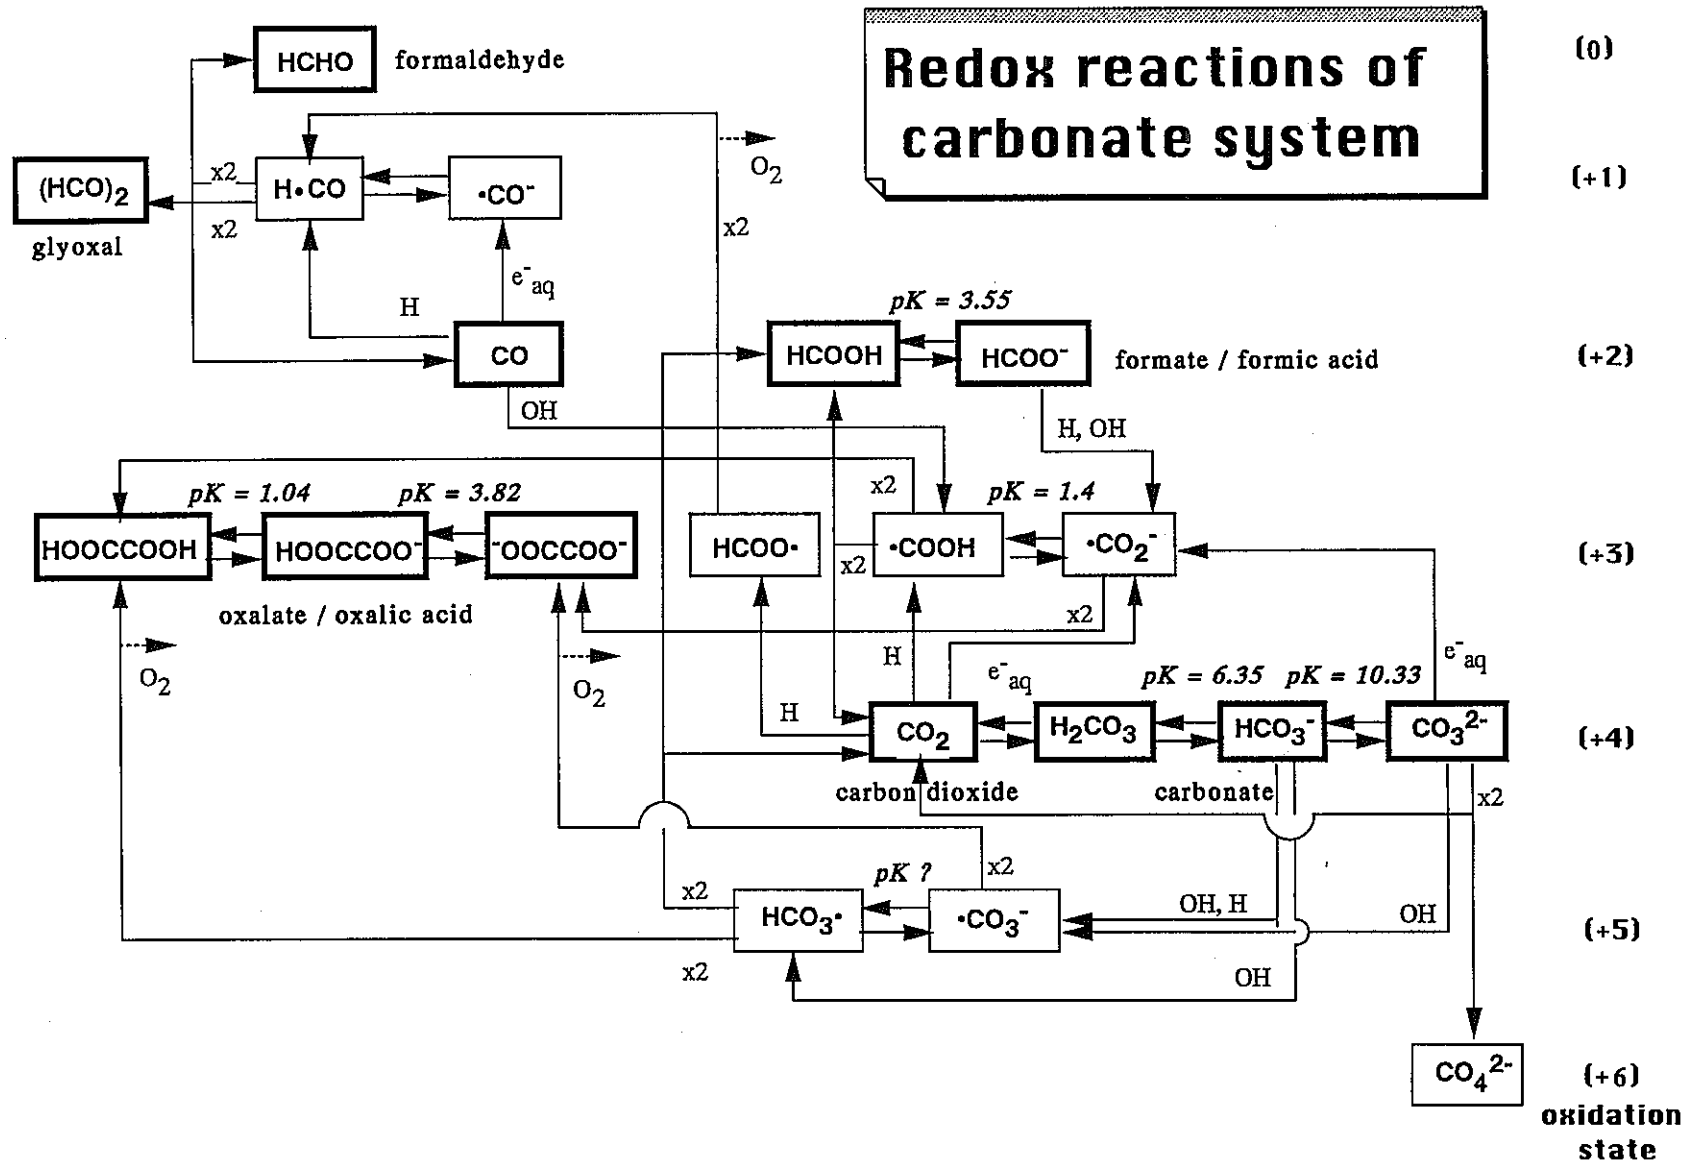 Redox reactions of
carbonate system
(0)
HCHO
formaldehyde
O2
(+1)
(HCO)2
glyoxal
x2
x2
H•CO
•CO-
x2
H
e-aq
pK = 3.55
CO
HCOOH
HCOO-
formate / formic acid
(+2)
OH
H, OH
pK = 1.04
pK = 3.82
x2
pK = 1.4
HOOCCOOH
HOOCCOO-
-OOCCOO-
HCOO•
•COOH
•CO2-
(+3)
x2
oxalate / oxalic acid
x2
O2
O2
H
e-aq
e-aq
pK = 6.35
pK = 10.33
H
CO2
H2CO3
HCO3-
CO32-
(+4)
carbon dioxide
carbonate
x2
x2
pK ?
x2
HCO3•
•CO3-
OH, H
OH
(+5)
x2
OH
CO42-
(+6)
oxidation
state